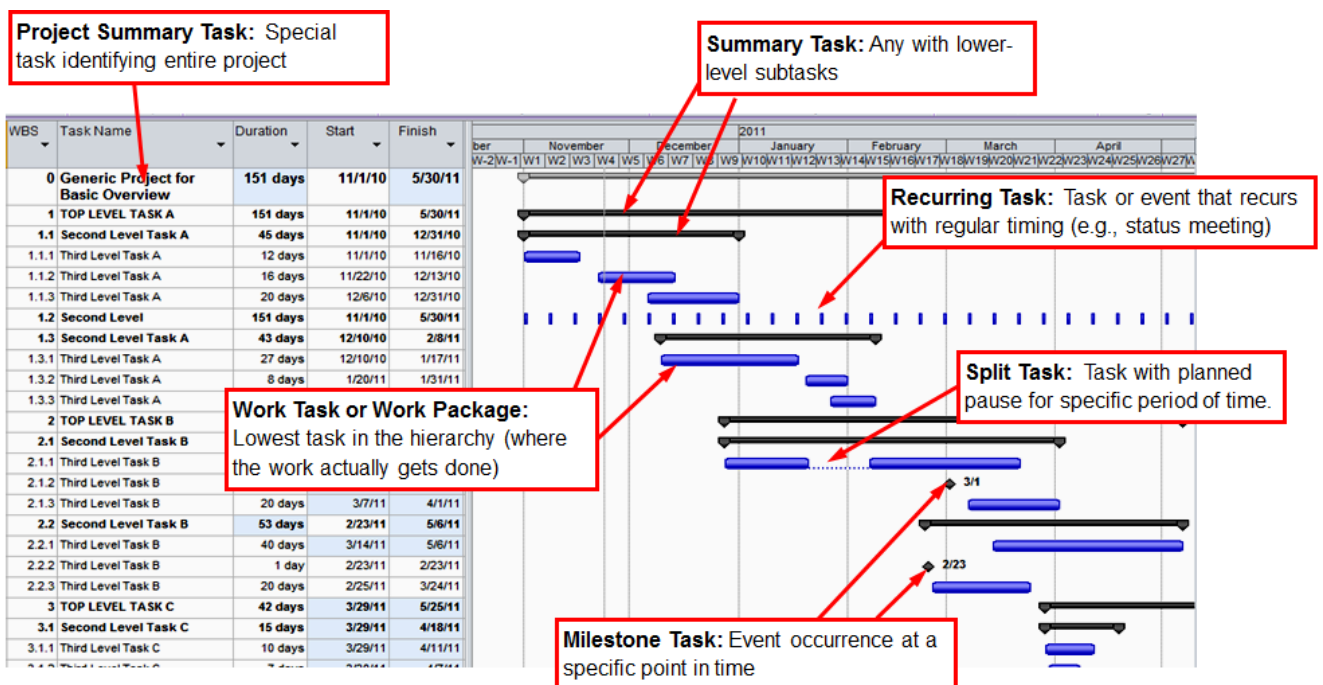 Project Summary Task: Special
task identifying entire project
Summary Task: Any with lower-
level subtasks
WBS Task Name Duration Start Finish
2011
ber November December January February March April
W-2 W-1 W1 W2 W3 W4 W5 W6 W7 W8 W9 W10 W11 W12 W13 W14 W15 W16 W17 W18 W19 W20 W21 W22 W23 W24 W25 W26 W27
0 Generic Project for 151 days 11/1/10 5/30/11
Basic Overview
1 TOP LEVEL TASK A 151 days 11/1/10 5/30/11
1.1 Second Level Task A 45 days 11/1/10 12/31/10
1.1.1 Third Level Task A 12 days 11/1/10 11/16/10
1.1.2 Third Level Task A 16 days 11/22/10 12/13/10
1.1.3 Third Level Task A 20 days 12/6/10 12/31/10
1.2 Second Level 151 days 11/1/10 5/30/11
1.3 Second Level Task A 43 days 12/10/10 2/8/11
1.3.1 Third Level Task A 27 days 12/10/10 1/17/11
1.3.2 Third Level Task A 8 days 1/20/11 1/31/11
1.3.3 Third Level Task A
2 TOP LEVEL TASK B
2.1 Second Level Task B
2.1.1 Third Level Task B
2.1.2 Third Level Task B 3/1
2.1.3 Third Level Task B 20 days 3/7/11 4/1/11
2.2 Second Level Task B 53 days 2/23/11 5/6/11
2.2.1 Third Level Task B 40 days 3/14/11 5/6/11
2.2.2 Third Level Task B 1 day 2/23/11 2/23/11 2/23
2.2.3 Third Level Task B 20 days 2/25/11 3/24/11
3 TOP LEVEL TASK C 42 days 3/29/11 5/25/11
3.1 Second Level Task C 15 days 3/29/11 4/18/11
3.1.1 Third Level Task C 10 days 3/29/11 4/11/11
Recurring Task: Task or event that recurs
with regular timing (e.g., status meeting)
Split Task: Task with planned
pause for specific period of time.
Work Task or Work Package:
Lowest task in the hierarchy (where
the work actually gets done)
Milestone Task: Event occurrence at a
specific point in time